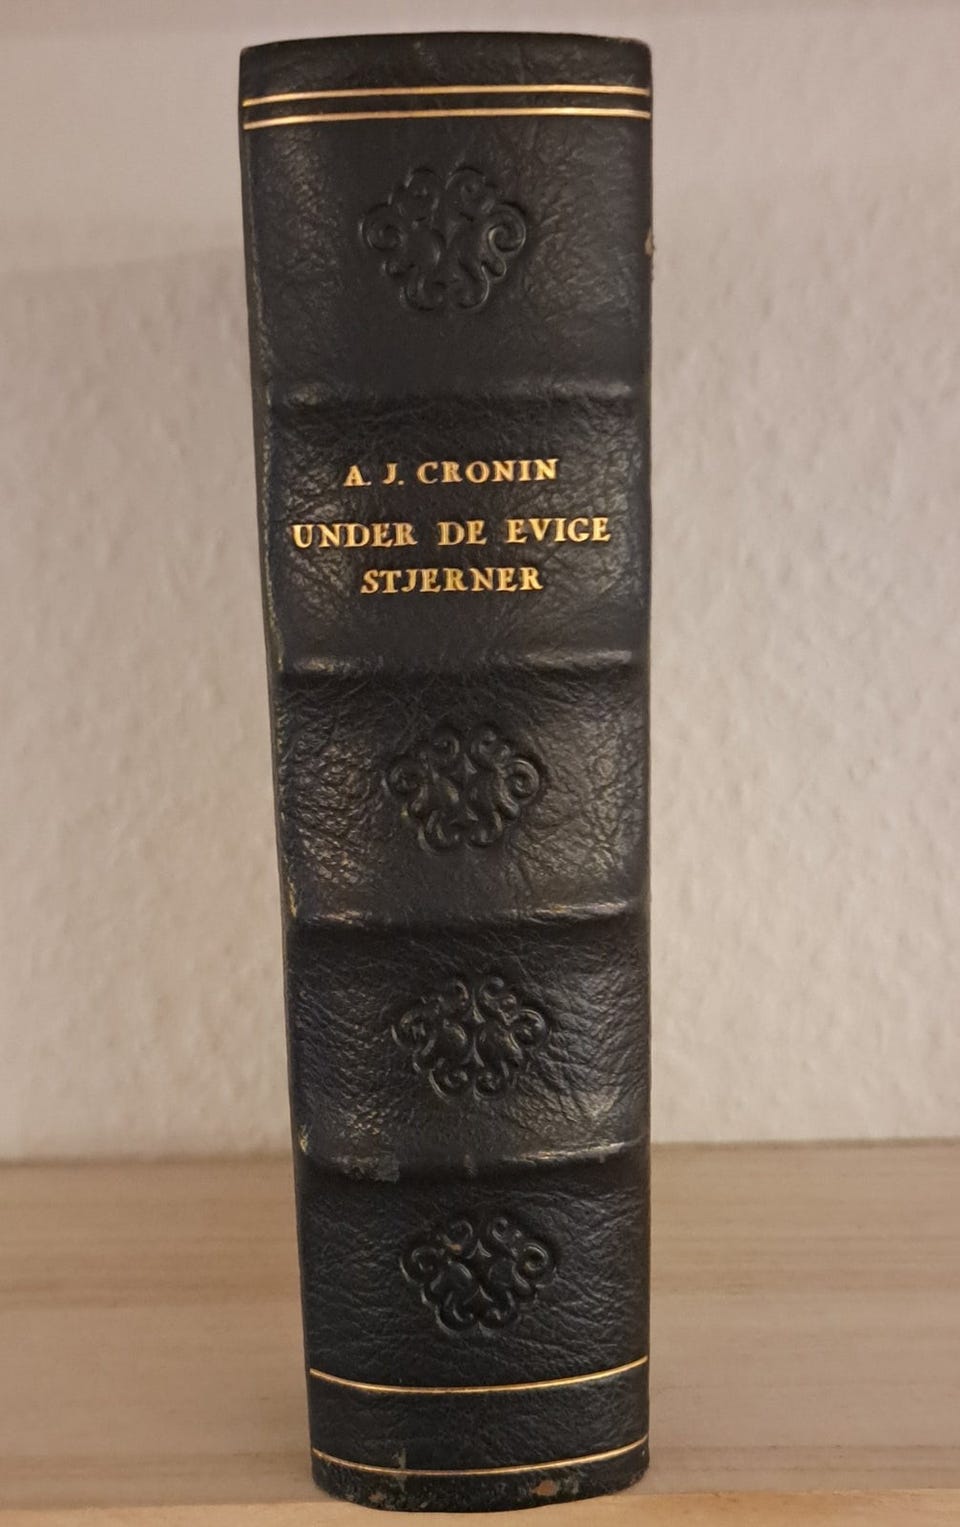 A. J. CRONIN
UNDER DE EVIGE
STJERNER